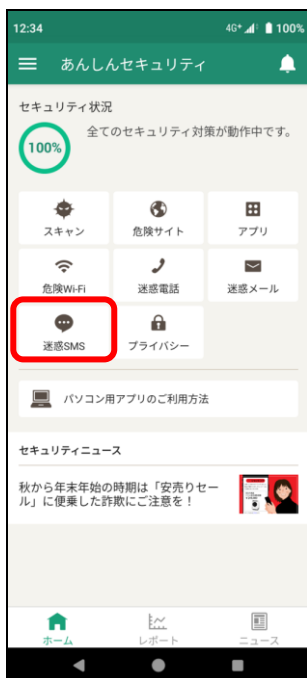 12:34 4G+ 100%
あんしんセキュリティ
セキュリティ状況
100%
全てのセキュリティ対策が動作中です。
スキャン 危険サイト アプリ
危険Wi-Fi 迷惑電話 迷惑メール
迷惑SMS プライバシー
パソコン用アプリのご利用方法
セキュリティニュース
秋から年末年始の時期は「安売りセー
ル」に便乗した詐欺にご注意を！
ホーム レポート ニュース